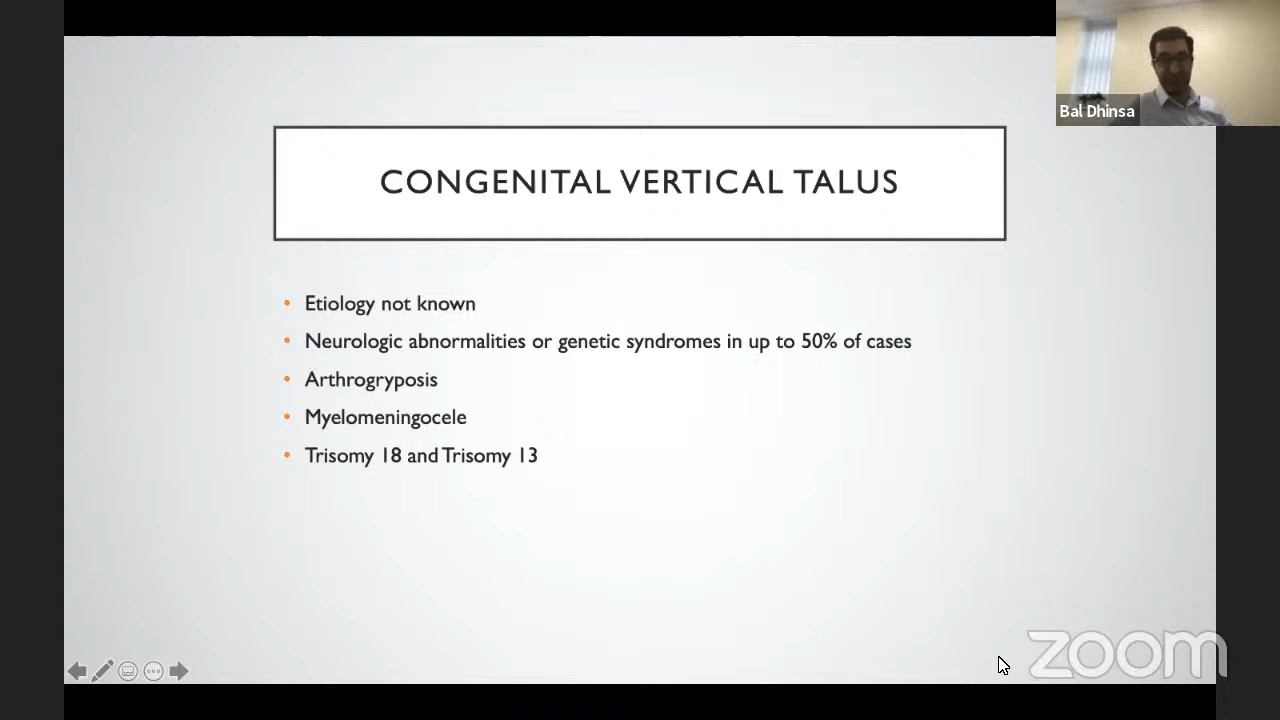 Bal Dhinsa
CONGENITAL VERTICAL TALUS
• Etiology not known
• Neurologic abnormalities or genetic syndromes in up to 50% of cases
• Arthrogryposis
• Myelomeningocele
• Trisomy 18 and Trisomy 13
zoom